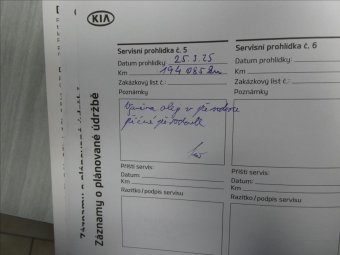 KIA
Záznamy o plánované údržbě
Servisní prohlídka č. 5
Datum prohlídky: 25.3.25
Km 194 085 km
Zakázkový list č.:
Poznámky
olej v převodovce
Příští servis:
Datum:
Km
Razítko / podpis servisu
Servisní prohlídka č. 6
Datum prohlídky:
Km
Zakázkový list č.:
Poznámky
Příští servis:
Datum:
Km
Razítko / podpis servisu